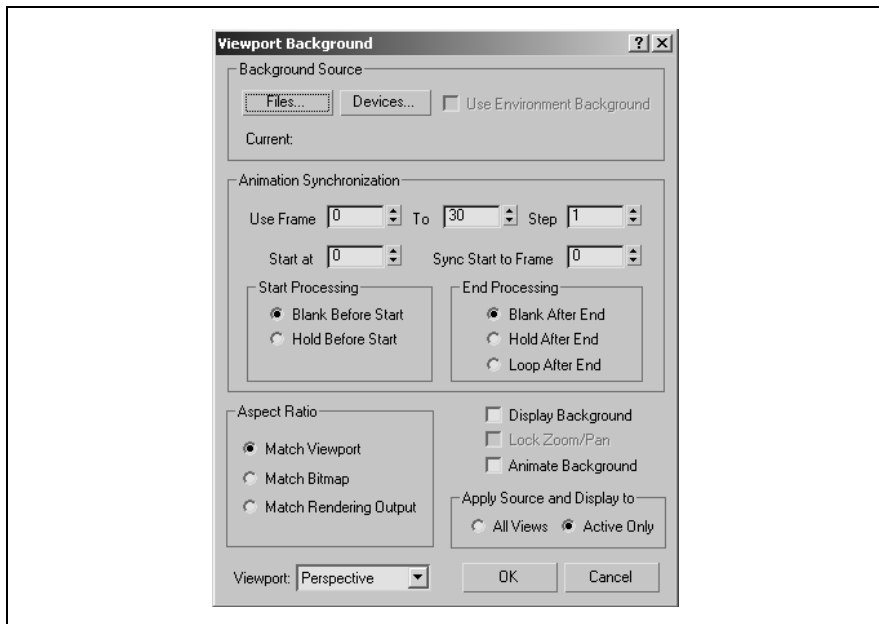 Viewport Background
Background Source
Files... Devices... Use Environment Background
Current:
Animation Synchronization
Use Frame 0 To 30 Step 1
Start at 0 Sync Start to Frame 0
Start Processing
Blank Before Start
Hold Before Start
End Processing
Blank After End
Hold After End
Loop After End
Aspect Ratio
Match Viewport
Match Bitmap
Match Rendering Output
Display Background
Lock Zoom/Pan
Animate Background
Apply Source and Display to
All Views Active Only
Viewport: Perspective OK Cancel